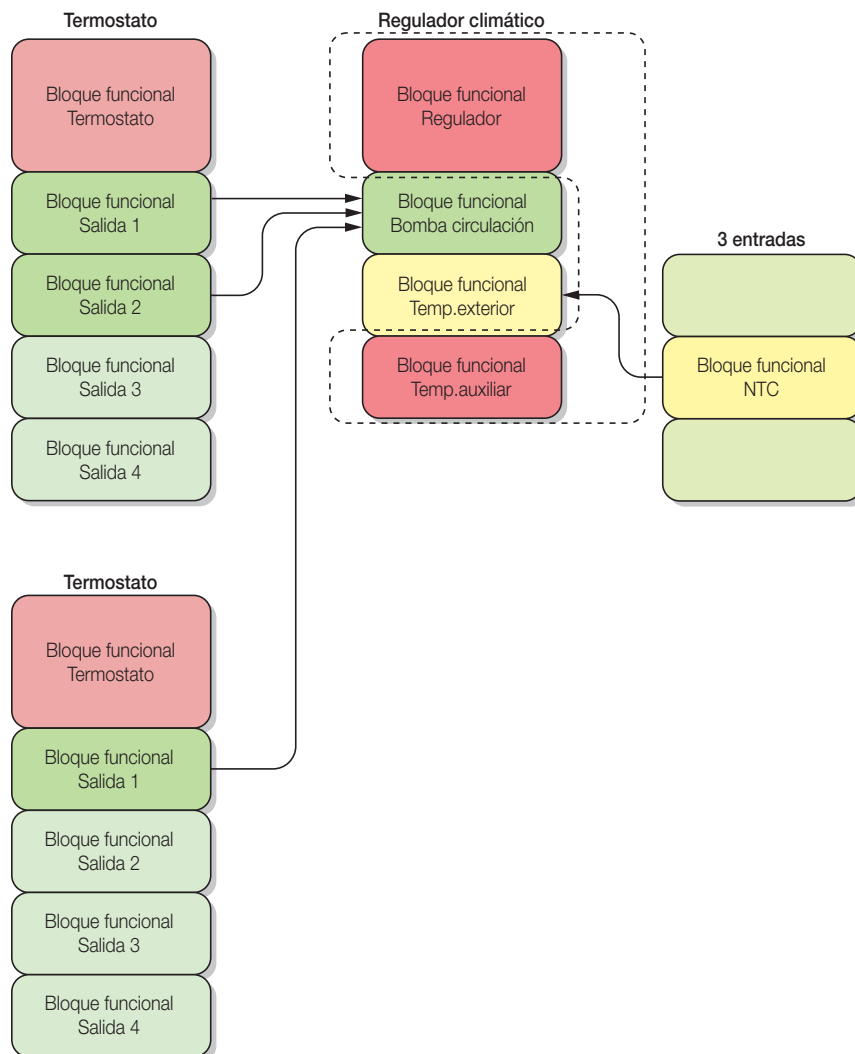 Termostato
Bloque funcional
Termostato
Bloque funcional
Salida 1
Bloque funcional
Salida 2
Bloque funcional
Salida 3
Bloque funcional
Salida 4
Regulador climático
Bloque funcional
Regulador
Bloque funcional
Bomba circulación
Bloque funcional
Temp.exterior
Bloque funcional
Temp.auxiliar
3 entradas
Bloque funcional
NTC
Termostato
Bloque funcional
Termostato
Bloque funcional
Salida 1
Bloque funcional
Salida 2
Bloque funcional
Salida 3
Bloque funcional
Salida 4